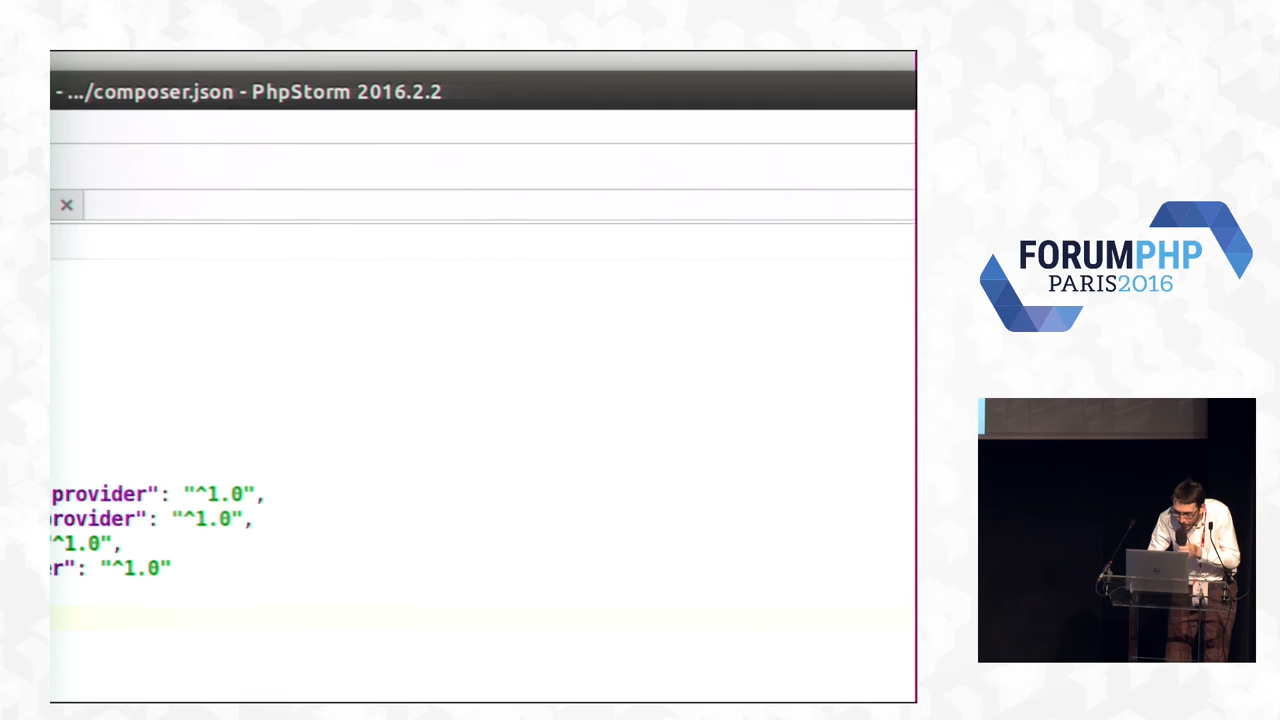 - .../composer.json - PhpStorm 2016.2.2
provider": "^1.0",
rovider": "^1.0",
"^1.0",
r": "^1.0"
FORUMPHP
PARIS2016